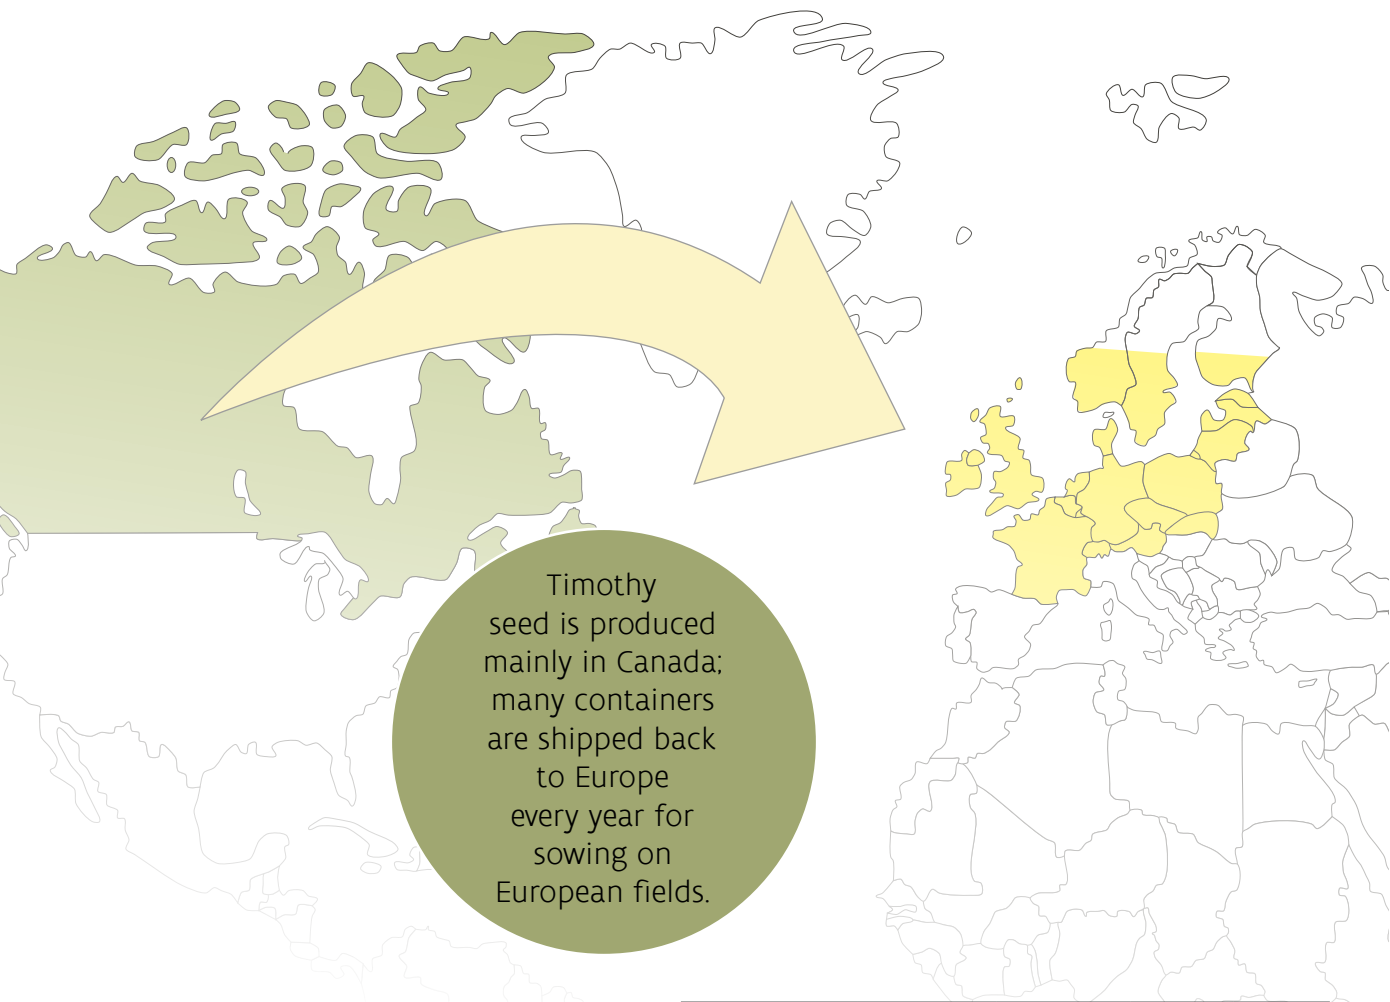 Timothy
seed is produced
mainly in Canada;
many containers
are shipped back
to Europe
every year for
sowing on
European fields.